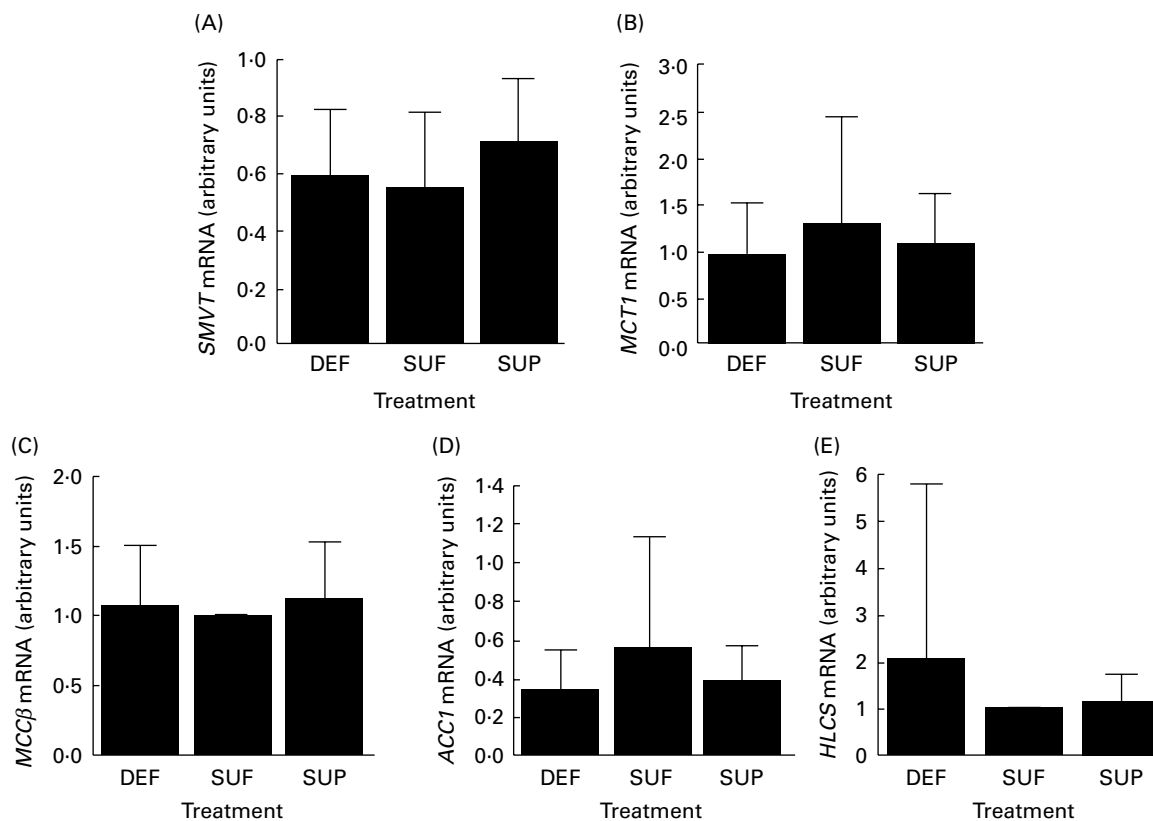 (A)
SMVT mRNA (arbitrary units)
1·0
0·8
0·6
0·4
0·2
0·0
DEF SUF SUP
Treatment
(B)
MCT1 mRNA (arbitrary units)
3·0
2·5
2·0
1·5
1·0
0·5
0·0
DEF SUF SUP
Treatment
(C)
MCCβ mRNA (arbitrary units)
2·0
1·5
1·0
0·5
0·0
DEF SUF SUP
Treatment
(D)
ACC1 mRNA (arbitrary units)
1·4
1·2
1·0
0·8
0·6
0·4
0·2
0·0
DEF SUF SUP
Treatment
(E)
HLCS mRNA (arbitrary units)
6
5
4
3
2
1
0
DEF SUF SUP
Treatment